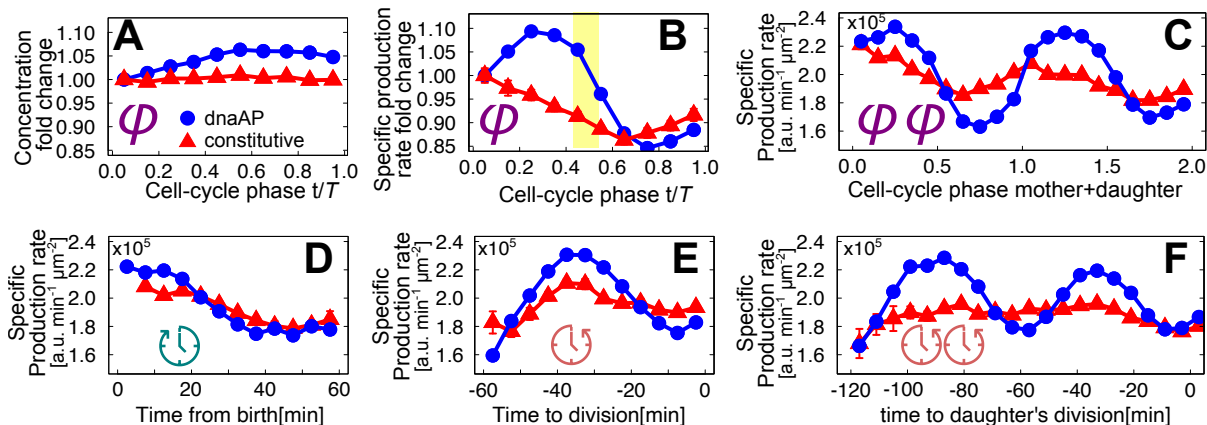 A
Concentration
fold change
1.10
1.05
1.00
0.95
0.90
0.85
φ
dnaAP
constitutive
0.0 0.2 0.4 0.6 0.8 1.0
Cell-cycle phase t/T
B
Specific production
rate fold change
1.10
1.05
1.00
0.95
0.90
0.85
φ
0.0 0.2 0.4 0.6 0.8 1.0
Cell-cycle phase t/T
C
Specific
Production rate
[a.u. min⁻¹ μm⁻²]
x10⁵
2.4
2.2
2.0
1.8
1.6
φ φ
0.0 0.5 1.0 1.5 2.0
Cell-cycle phase mother+daughter
D
Specific
Production rate
[a.u. min⁻¹ μm⁻²]
x10⁵
2.4
2.2
2.0
1.8
1.6
0 20 40 60
Time from birth[min]
E
Specific
Production rate
[a.u. min⁻¹ μm⁻²]
x10⁵
2.4
2.2
2.0
1.8
1.6
-60 -40 -20 0
Time to division[min]
F
Specific
Production rate
[a.u. min⁻¹ μm⁻²]
x10⁵
2.4
2.2
2.0
1.8
1.6
-120 -100 -80 -60 -40 -20 0
time to daughter's division[min]